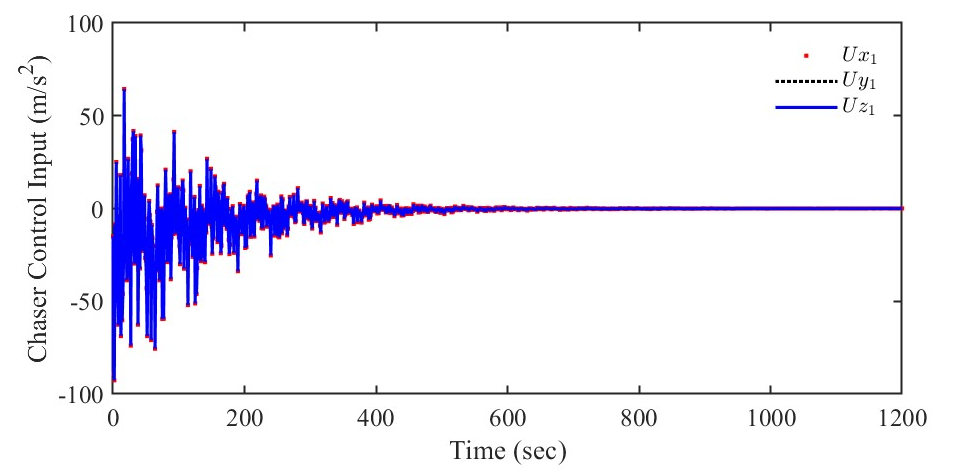 100
50
0
-50
-100
Chaser Control Input (m/s²)
Ux₁
Uy₁
Uz₁
0 200 400 600 800 1000 1200
Time (sec)